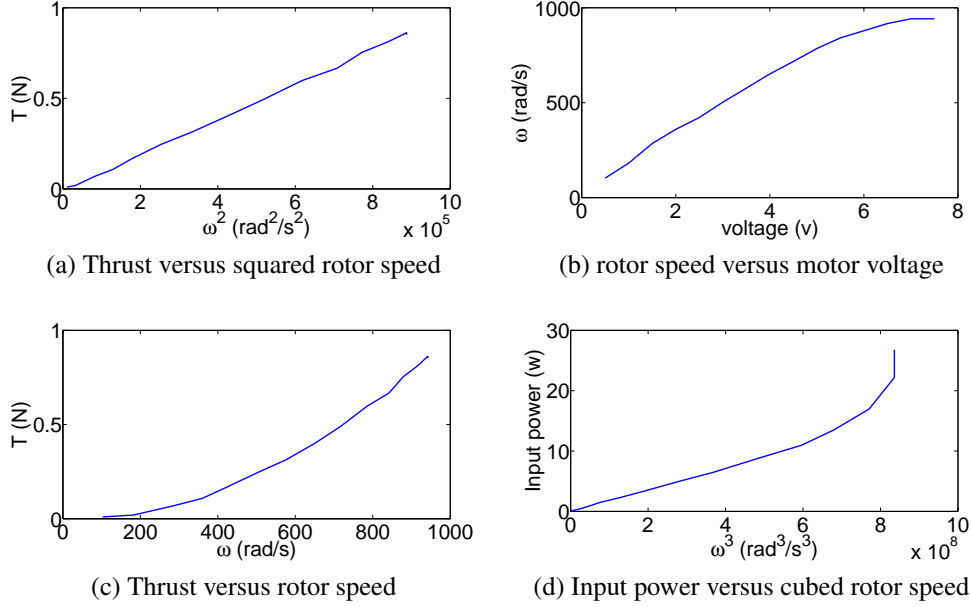 1
0.5
0
T (N)
0 2 4 6 8 10
ω² (rad²/s²)
x 10⁵
(a) Thrust versus squared rotor speed
1000
500
0
ω (rad/s)
0 2 4 6 8
voltage (v)
(b) rotor speed versus motor voltage
1
0.5
0
T (N)
0 200 400 600 800 1000
ω (rad/s)
(c) Thrust versus rotor speed
30
20
10
0
Input power (w)
0 2 4 6 8 10
ω³ (rad³/s³)
x 10⁸
(d) Input power versus cubed rotor speed